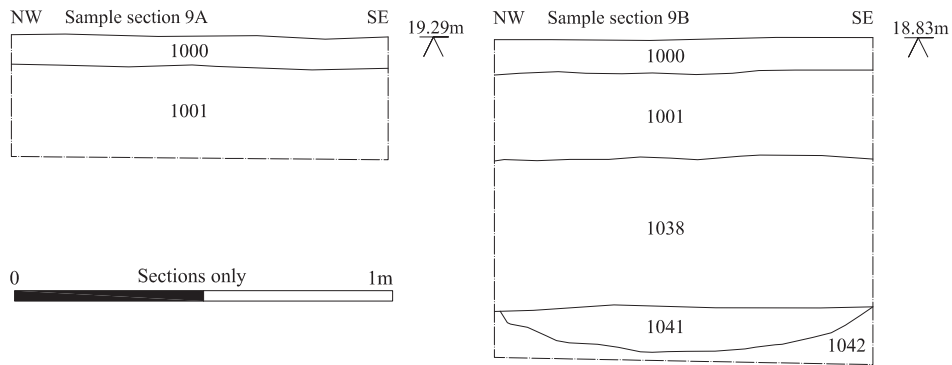 NW Sample section 9A SE
19.29m
1000
1001
0 Sections only 1m
NW Sample section 9B SE
18.83m
1000
1001
1038
1041
1042